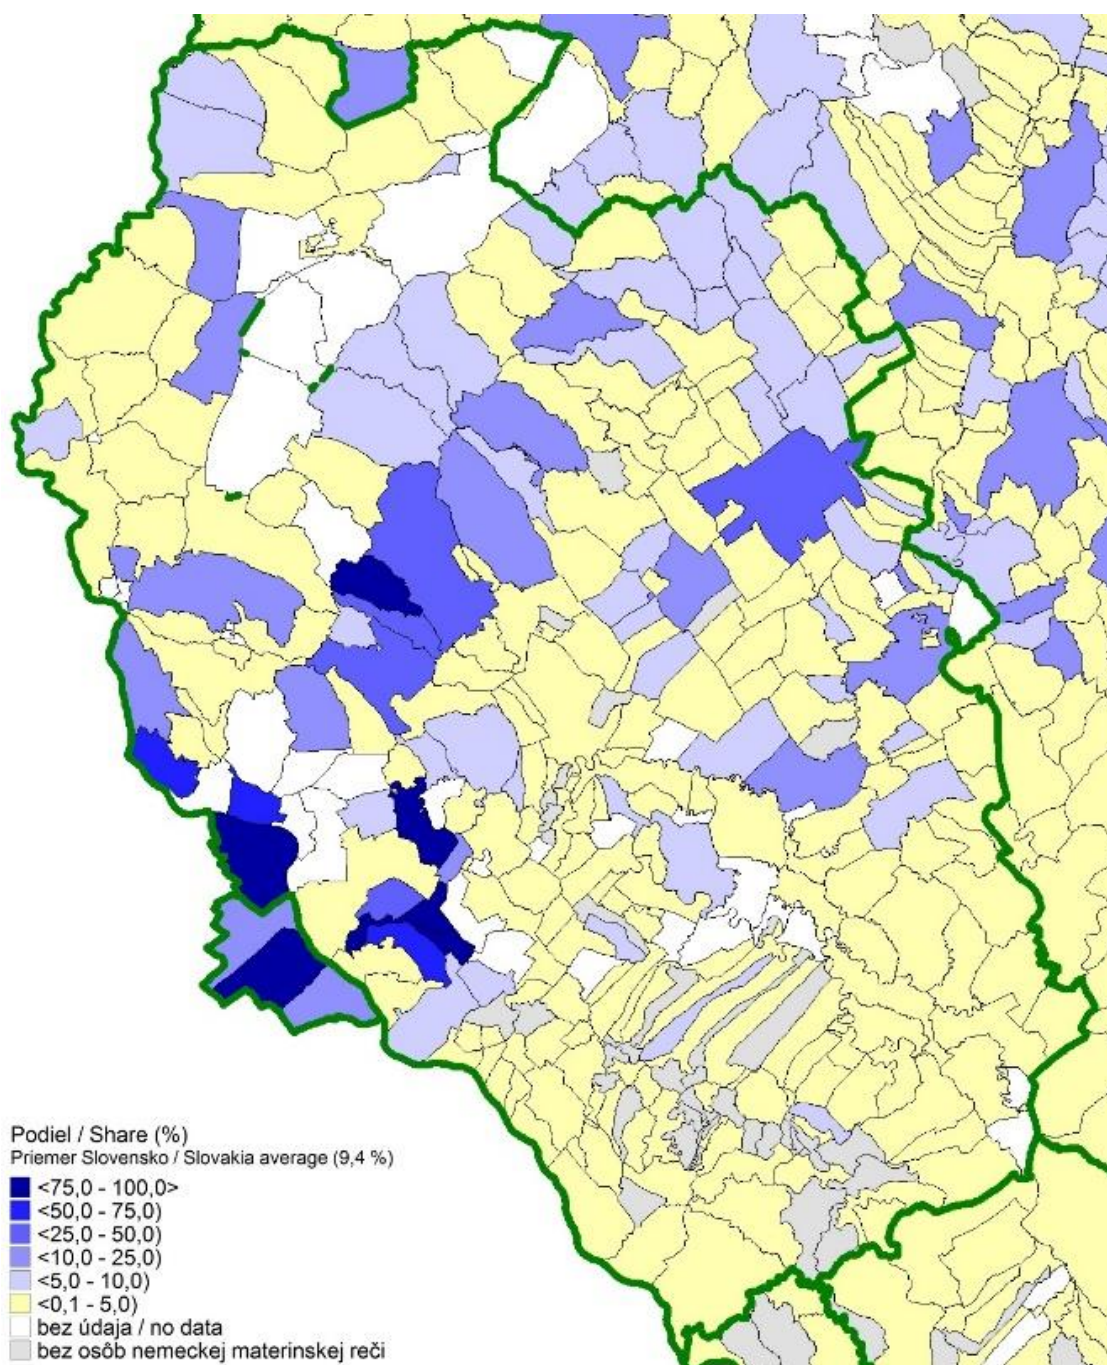 Podiel / Share (%)
Priemer Slovensko / Slovakia average (9,4 %)
<75,0 - 100,0>
<50,0 - 75,0)
<25,0 - 50,0)
<10,0 - 25,0)
<5,0 - 10,0)
<0,1 - 5,0)
bez údaja / no data
bez osôb nemeckej materinskej reči